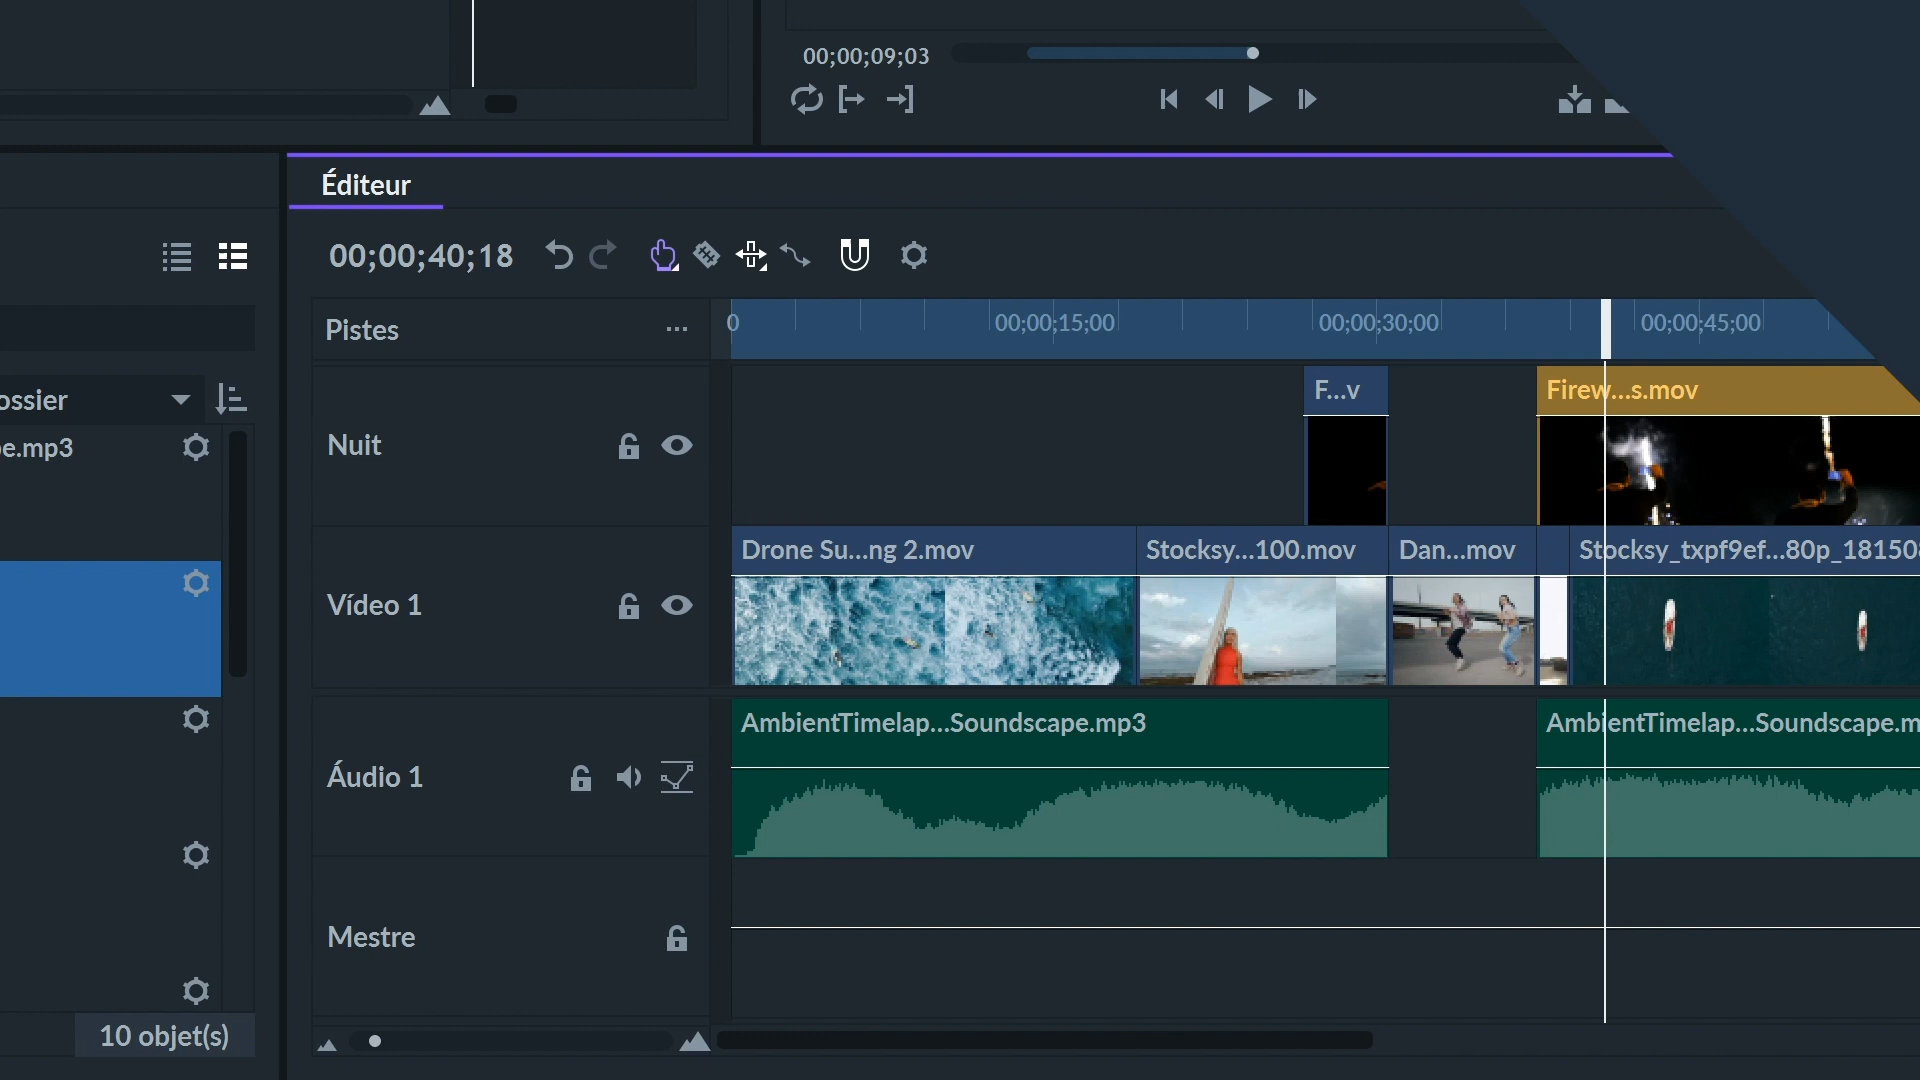 00;00;09;03
Éditeur
00;00;40;18
Pistes
0
00;00;15;00
00;00;30;00
00;00;45;00
ossier
e.mp3
F...v
Firew...s.mov
Nuit
Drone Su...ng 2.mov
Stocksy...100.mov
Dan...mov
Stocksy_txpf9ef...80p_18150
Vídeo 1
AmbientTimelap...Soundscape.mp3
AmbientTimelap...Soundscape.m
Áudio 1
Mestre
10 objet(s)